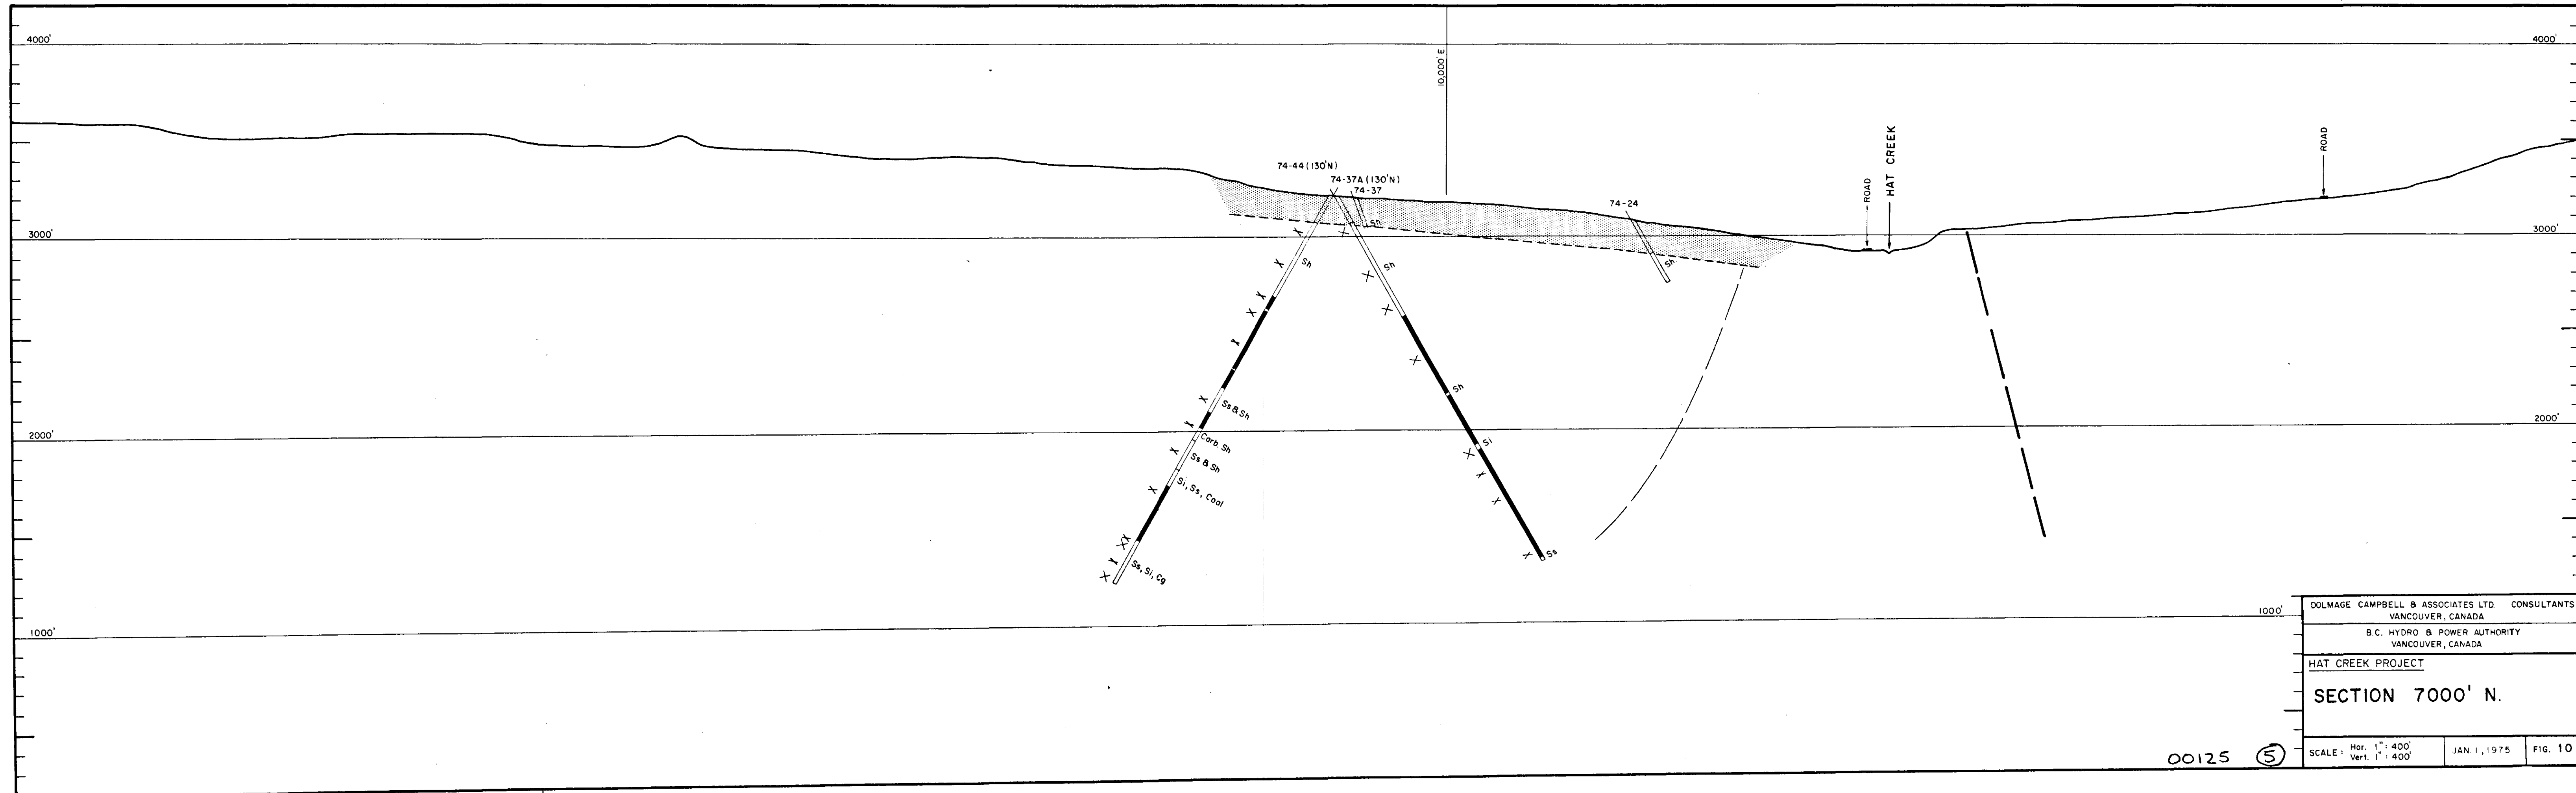 4000'
4000'
10,000' E
ROAD
HAT CREEK
ROAD
74-44 (130'N)
74-37A (130'N)
74-37
74-24
Sh
3000'
3000'
Sh
Sh
Sh
Sh
Ss & Sh
2000'
2000'
Carb. Sh
Si
Ss & Sh
Si, Ss, Coal
Ss
Ss, Si, Cg
1000'
1000'
DOLMAGE CAMPBELL & ASSOCIATES LTD. CONSULTANTS
VANCOUVER, CANADA
B.C. HYDRO & POWER AUTHORITY
VANCOUVER, CANADA
HAT CREEK PROJECT
SECTION 7000' N.
SCALE: Hor. 1" : 400'
Vert. 1" : 400'
JAN. 1, 1975
FIG. 10
00125 5